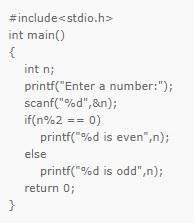 #include<stdio.h>
int main()
{
    int n;
    printf("Enter a number:");
    scanf("%d",&n);
    if(n%2 == 0)
        printf("%d is even",n);
    else
        printf("%d is odd",n);
    return 0;
}